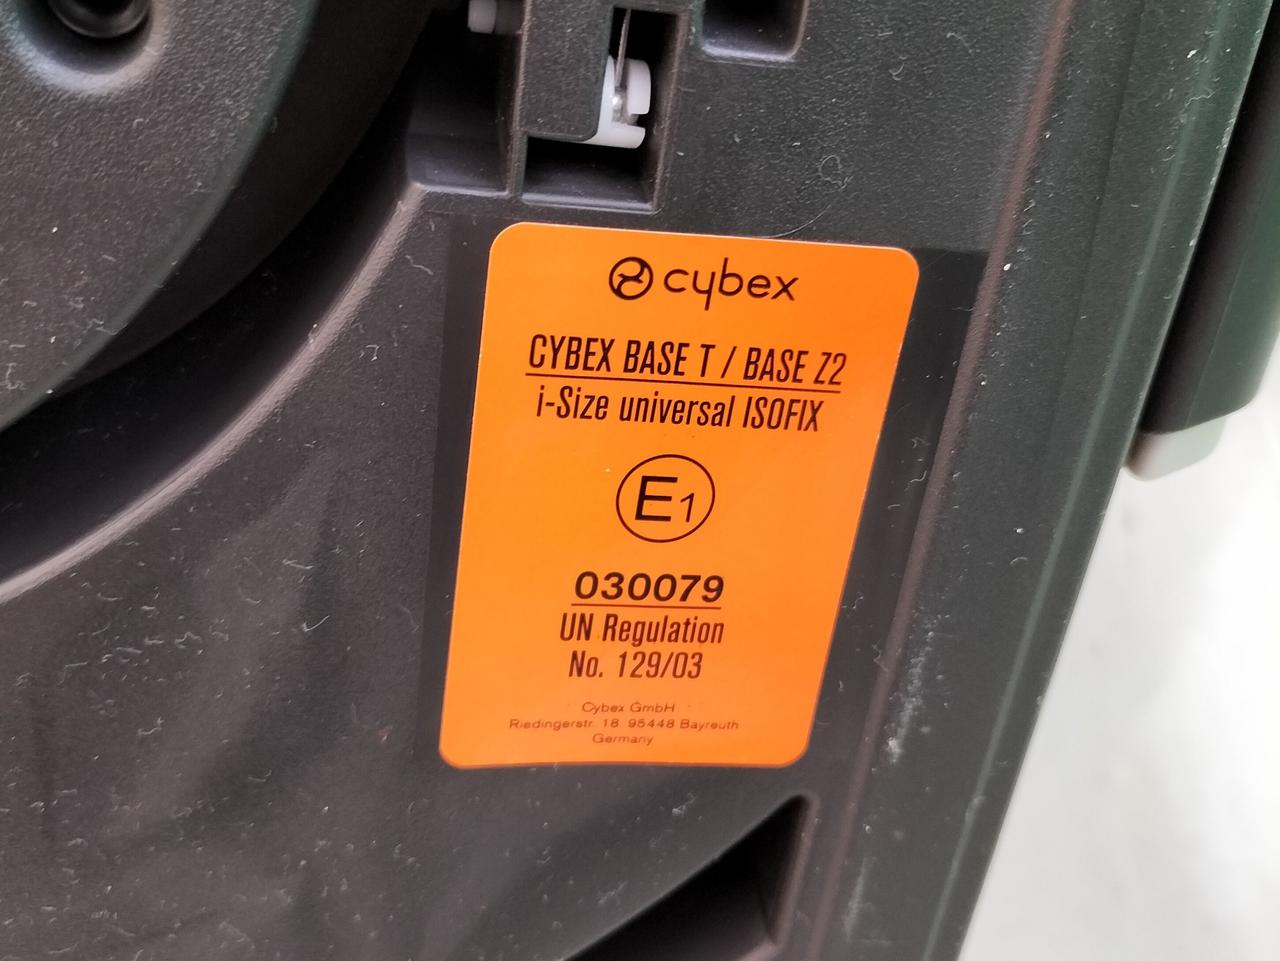 cybex
CYBEX BASE T / BASE Z2
i-Size universal ISOFIX
E1
030079
UN Regulation
No. 129/03
Cybex GmbH
Riedingerstr. 18. 95448 Bayreuth
Germany